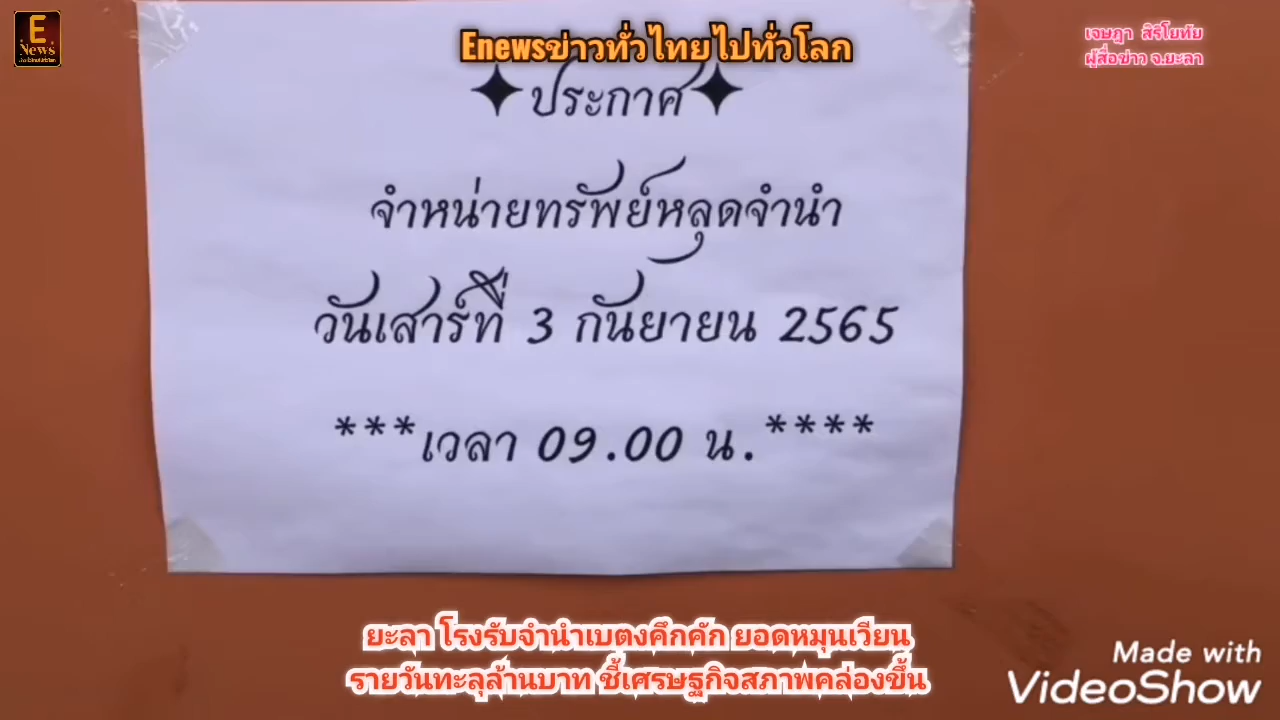 E
News
Enewsข่าวทั่วไทยไปทั่วโลก
เจษฎา สิริโยทัย
ผู้สื่อข่าว จ.ยะลา
✦ประกาศ✦
จำหน่ายทรัพย์หลุดจำนำ
วันเสาร์ที่ 3 กันยายน 2565
***เวลา 09.00 น.****
ยะลา โรงรับจำนำเบตงคึกคัก ยอดหมุนเวียน
รายวันทะลุล้านบาท ชี้เศรษฐกิจสภาพคล่องขึ้น
Made with
VideoShow